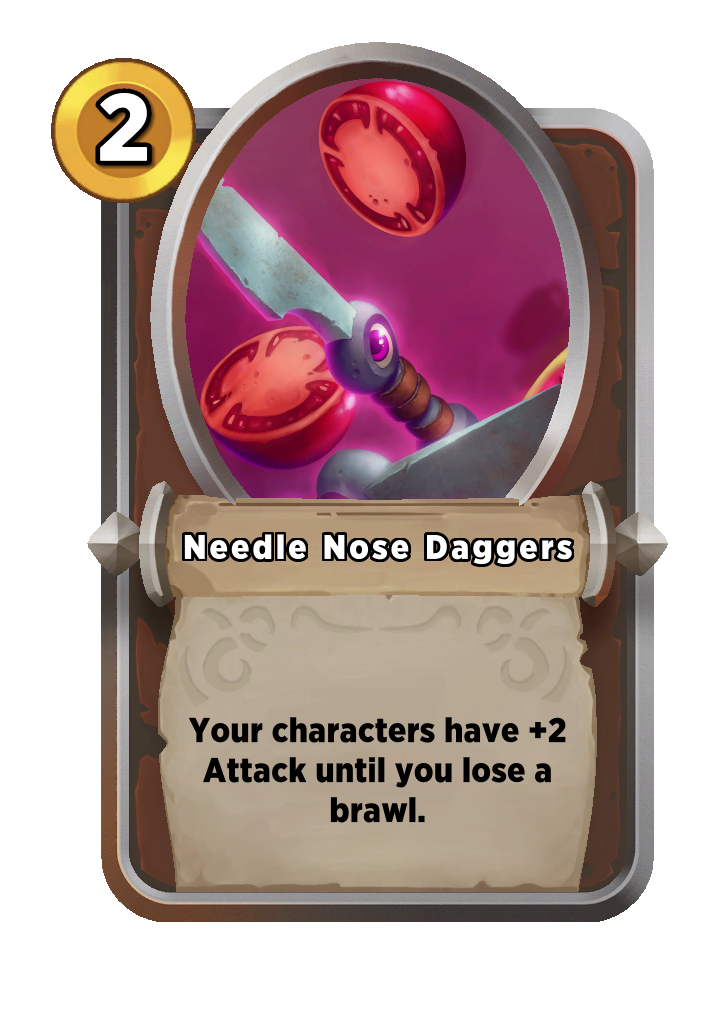 2
Needle Nose Daggers
Your characters have +2
Attack until you lose a
brawl.